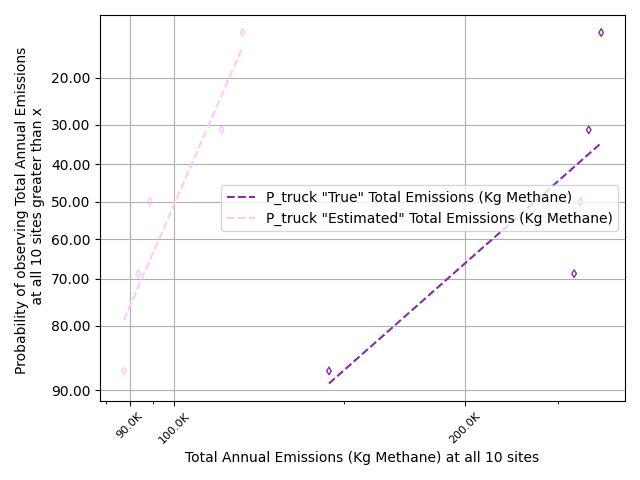 Probability of observing Total Annual Emissions
at all 10 sites greater than x
20.00
30.00
40.00
50.00
60.00
70.00
80.00
90.00
P_truck "True" Total Emissions (Kg Methane)
P_truck "Estimated" Total Emissions (Kg Methane)
90.0K
100.0K
200.0K
Total Annual Emissions (Kg Methane) at all 10 sites